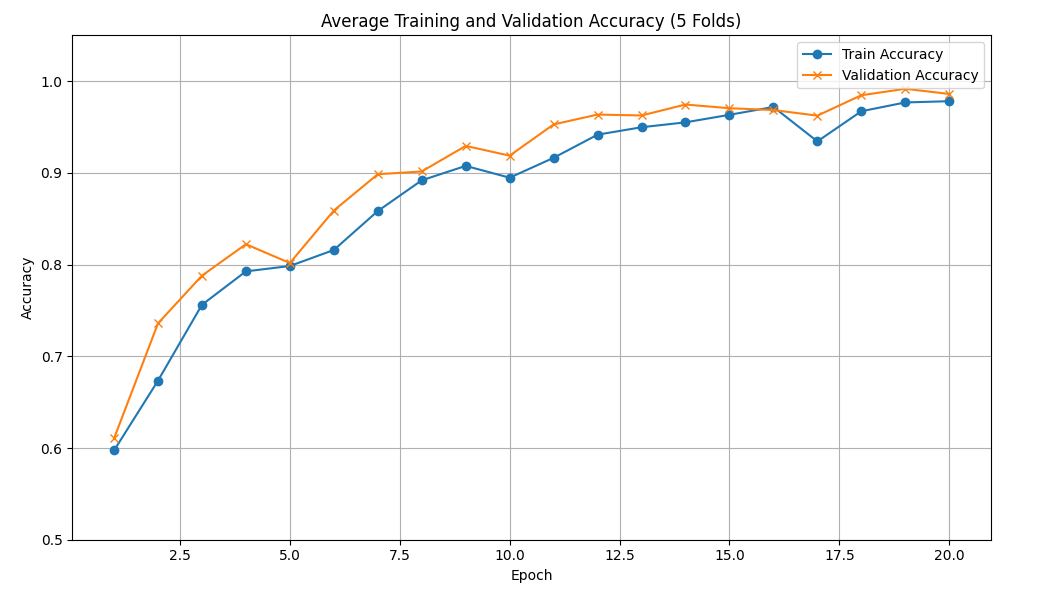 Average Training and Validation Accuracy (5 Folds)
Train Accuracy
Validation Accuracy
1.0
0.9
0.8
0.7
0.6
0.5
Accuracy
2.5 5.0 7.5 10.0 12.5 15.0 17.5 20.0
Epoch